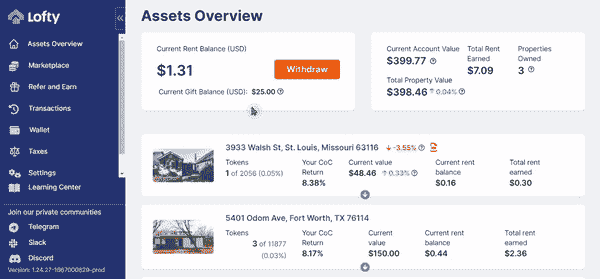 Lofty
Assets Overview
Marketplace
Refer and Earn
Transactions
Wallet
Taxes
Settings
Learning Center
Join our private communities
Telegram
Slack
Discord
Version: 1.24.27-1667000629-prod
Assets Overview
Current Rent Balance (USD)
$1.31
Withdraw
Current Gift Balance (USD): $25.00
Current Account Value
$399.77
Total Rent
Earned
$7.09
Properties
Owned
3
Total Property Value
$398.46 0.04%
3933 Walsh St, St. Louis, Missouri 63116 -3.55%
Tokens
1 of 2056 (0.05%)
Your CoC
Return
8.38%
Current value
$48.46 0.33%
Current rent
balance
$0.16
Total rent
earned
$0.30
5401 Odom Ave, Fort Worth, TX 76114
Tokens
3 of 11877
(0.03%)
Your CoC
Return
8.17%
Current
value
$150.00
Current rent
balance
$0.44
Total rent
earned
$2.36